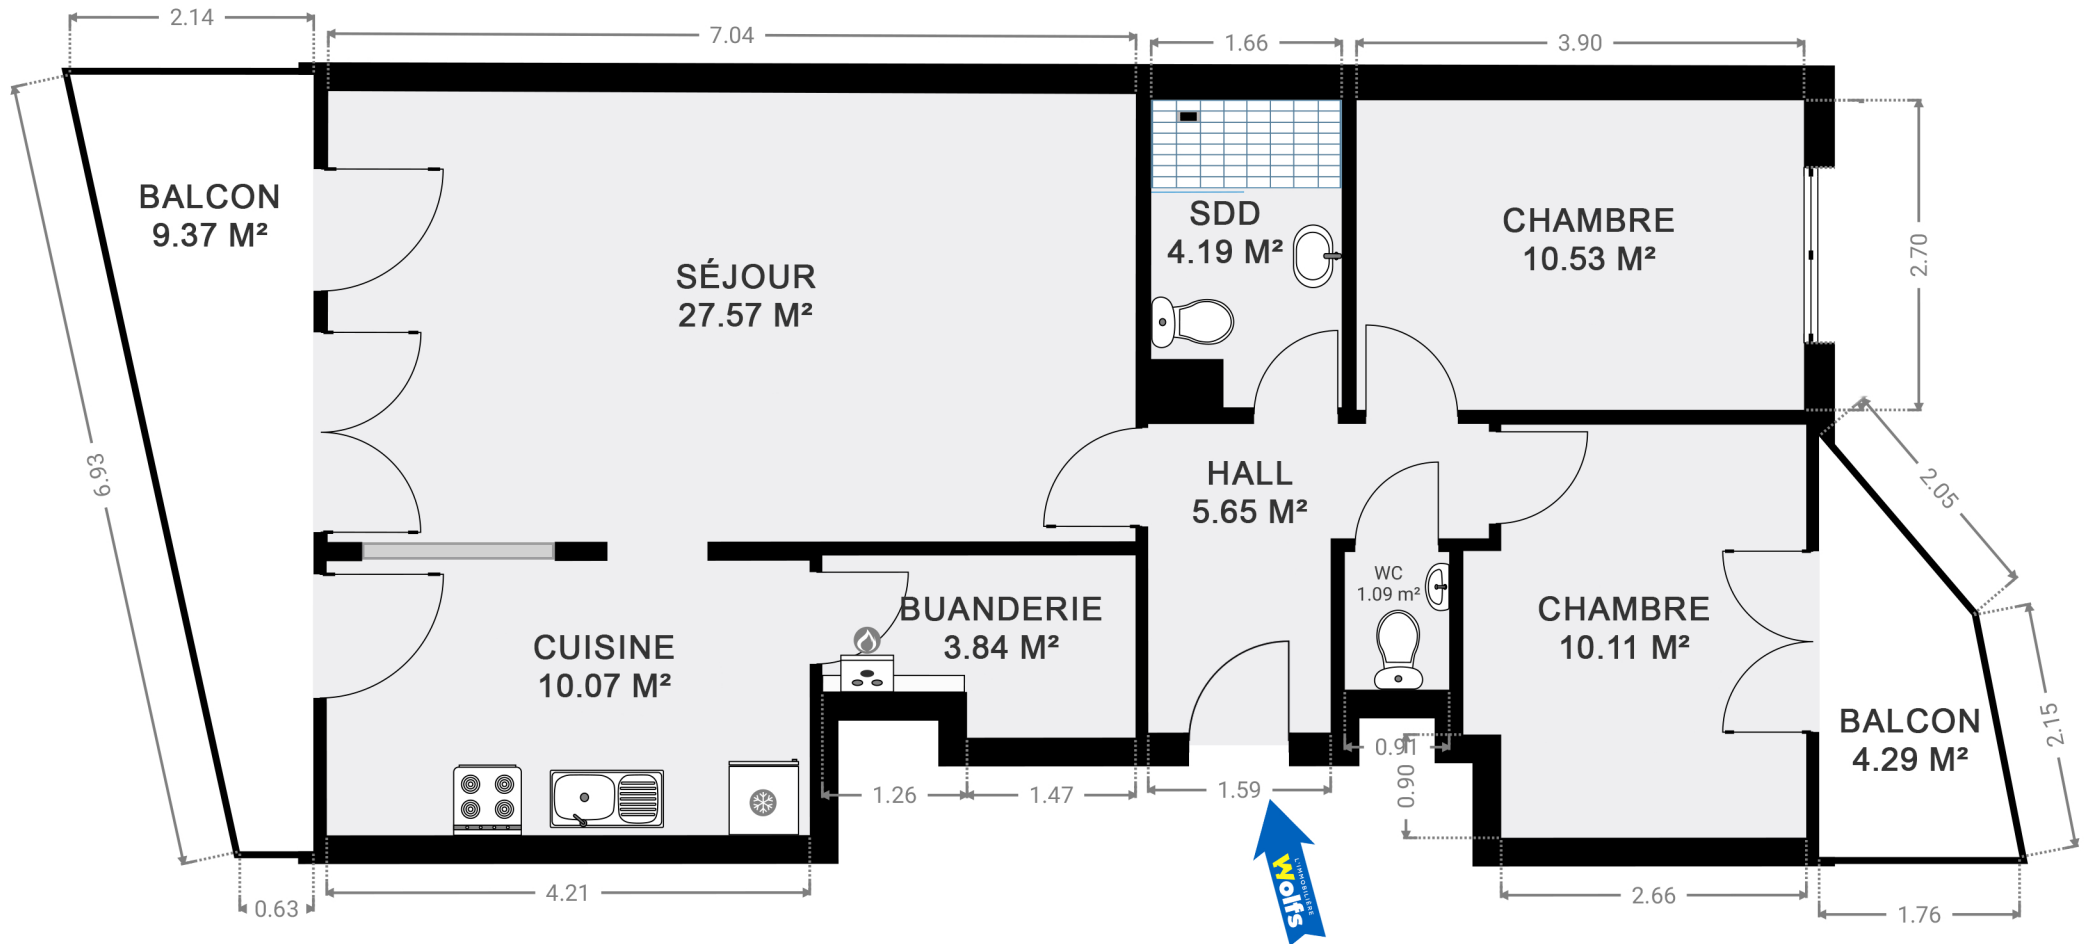 2.14
7.04
1.66
3.90
BALCON
9.37 M²
SÉJOUR
27.57 M²
SDD
4.19 M²
CHAMBRE
10.53 M²
2.70
6.93
HALL
5.65 M²
2.05
WC
1.09 m²
CUISINE
10.07 M²
BUANDERIE
3.84 M²
CHAMBRE
10.11 M²
BALCON
4.29 M²
2.15
0.91
0.90
1.26
1.47
1.59
L'IMMOBILIÈRE
Wolfs
4.21
0.63
2.66
1.76